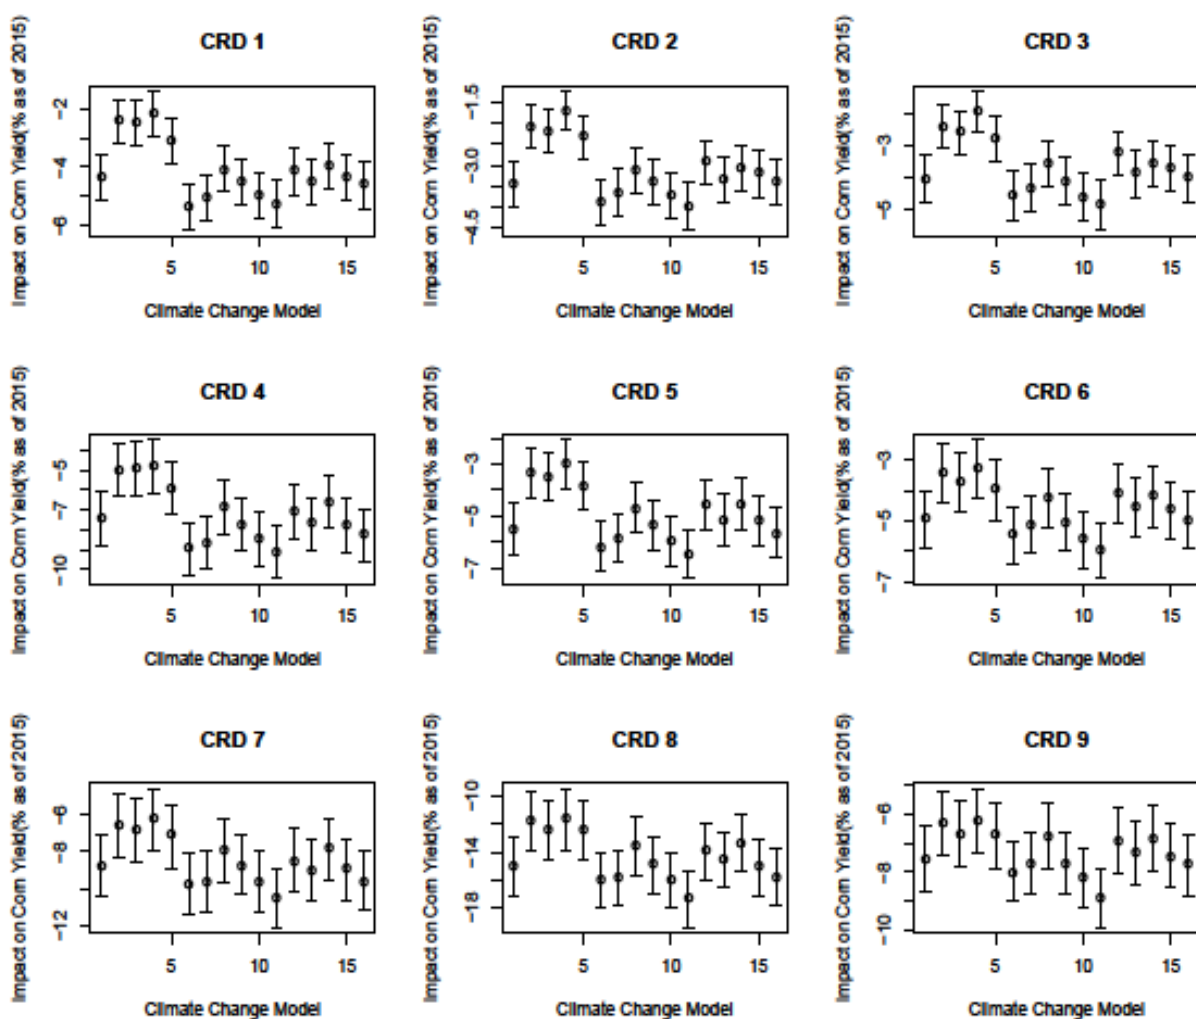 CRD 1
Impact on Corn Yield(% as of 2015)
−2
−4
−6
5 10 15
Climate Change Model
CRD 2
Impact on Corn Yield(% as of 2015)
−1.5
−3.0
−4.5
5 10 15
Climate Change Model
CRD 3
Impact on Corn Yield(% as of 2015)
−3
−5
5 10 15
Climate Change Model
CRD 4
Impact on Corn Yield(% as of 2015)
−5
−7
−10
5 10 15
Climate Change Model
CRD 5
Impact on Corn Yield(% as of 2015)
−3
−5
−7
5 10 15
Climate Change Model
CRD 6
Impact on Corn Yield(% as of 2015)
−3
−5
−7
5 10 15
Climate Change Model
CRD 7
Impact on Corn Yield(% as of 2015)
−6
−8
−12
5 10 15
Climate Change Model
CRD 8
Impact on Corn Yield(% as of 2015)
−10
−14
−18
5 10 15
Climate Change Model
CRD 9
Impact on Corn Yield(% as of 2015)
−6
−8
−10
5 10 15
Climate Change Model